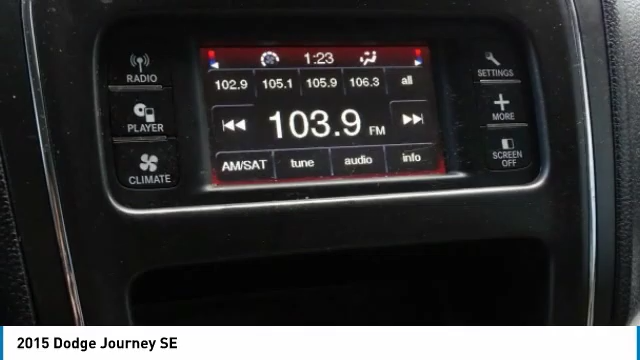 1:23
RADIO
SETTINGS
102.9 105.1 105.9 106.3 all
PLAYER
103.9 FM
MORE
CLIMATE
AM/SAT tune audio info
SCREEN
OFF
2015 Dodge Journey SE